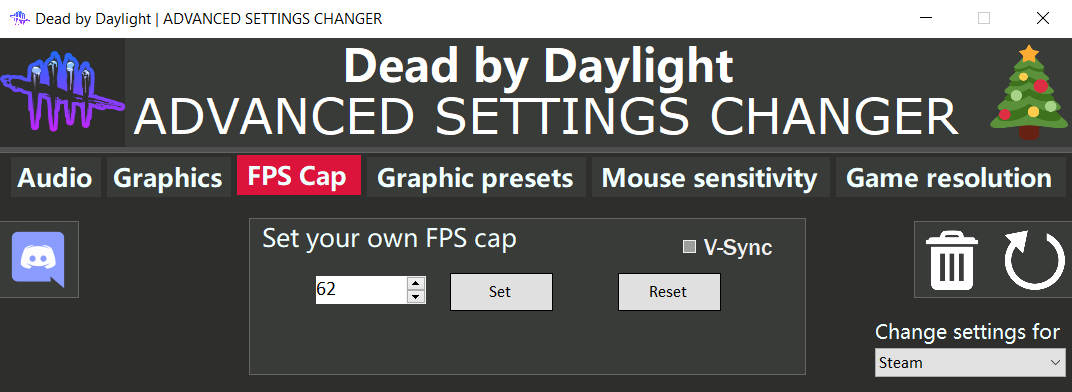 Dead by Daylight | ADVANCED SETTINGS CHANGER
Dead by Daylight
ADVANCED SETTINGS CHANGER
Audio Graphics FPS Cap Graphic presets Mouse sensitivity Game resolution
Set your own FPS cap
V-Sync
62 Set Reset
Change settings for
Steam